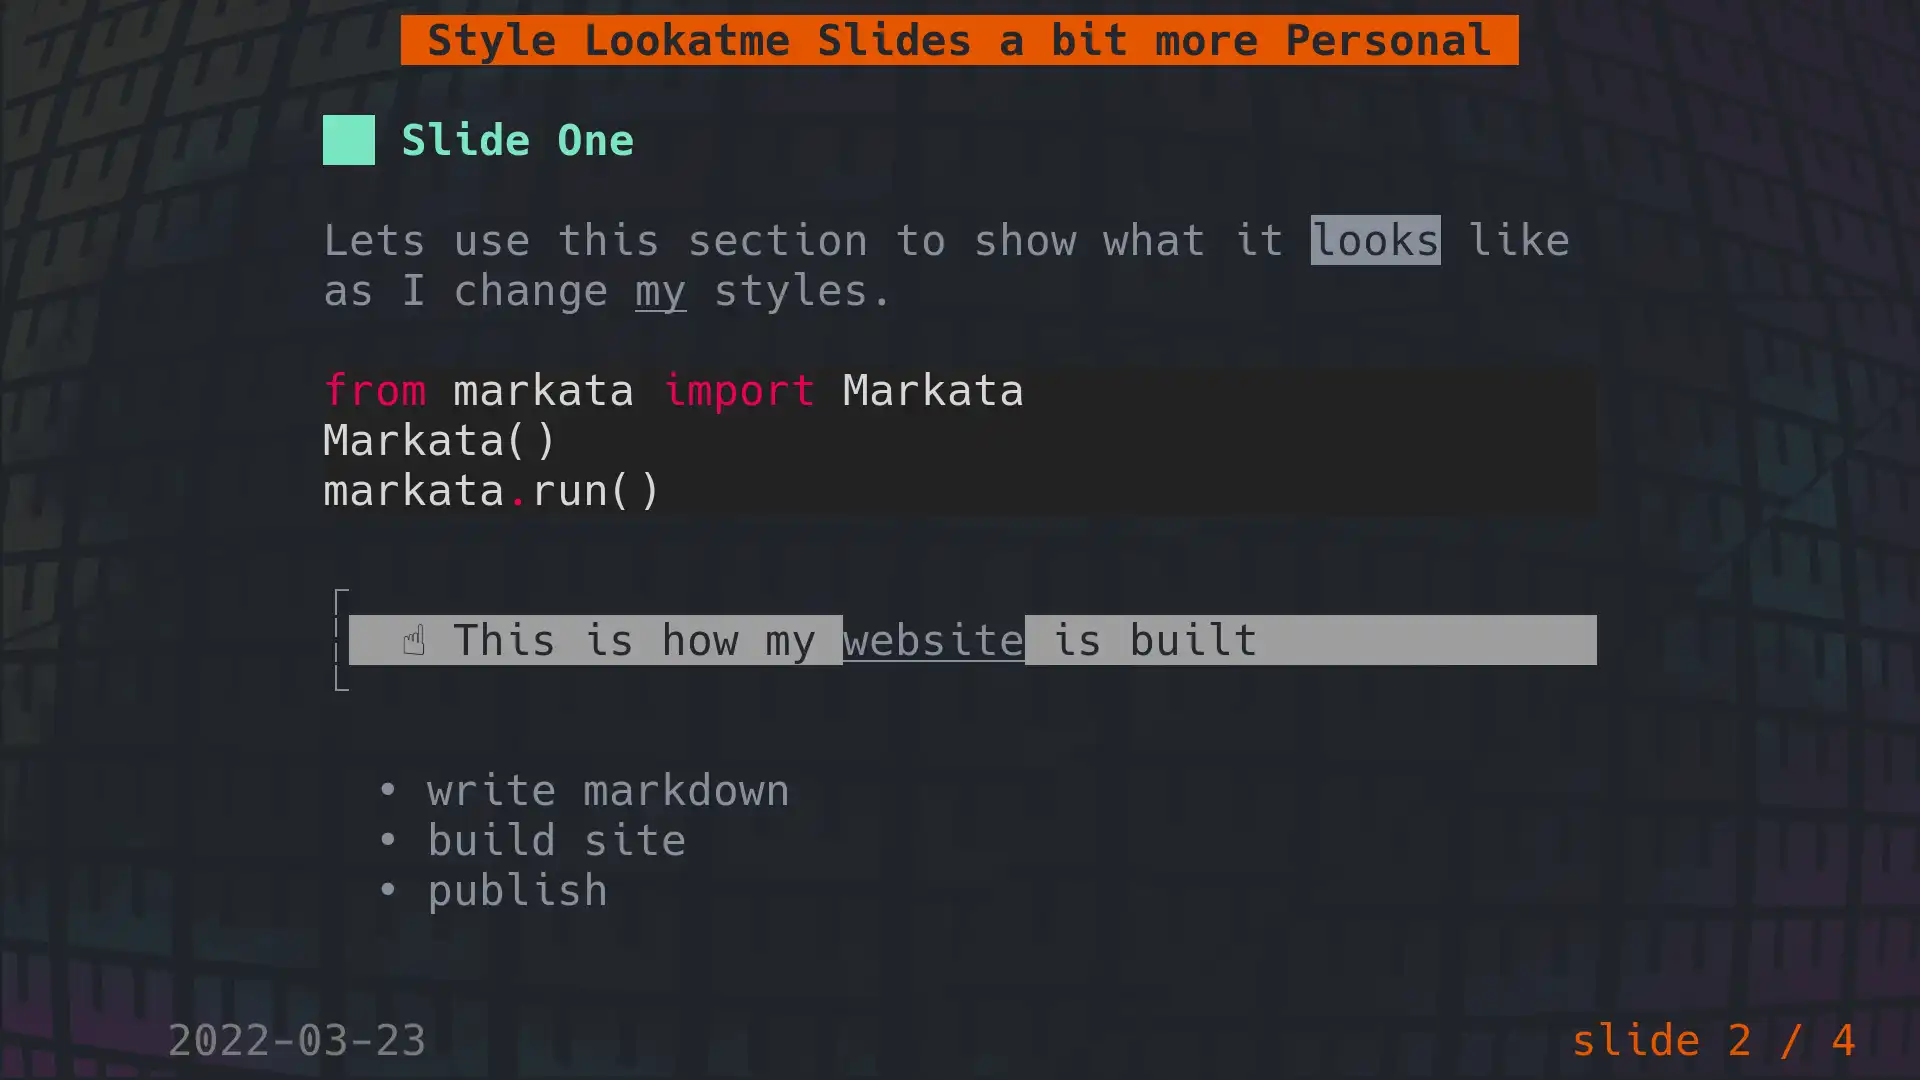 Style Lookatme Slides a bit more Personal
Slide One
Lets use this section to show what it looks like
as I change my styles.
from markata import Markata
Markata()
markata.run()
☝ This is how my website is built
• write markdown
• build site
• publish
2022-03-23
slide 2 / 4